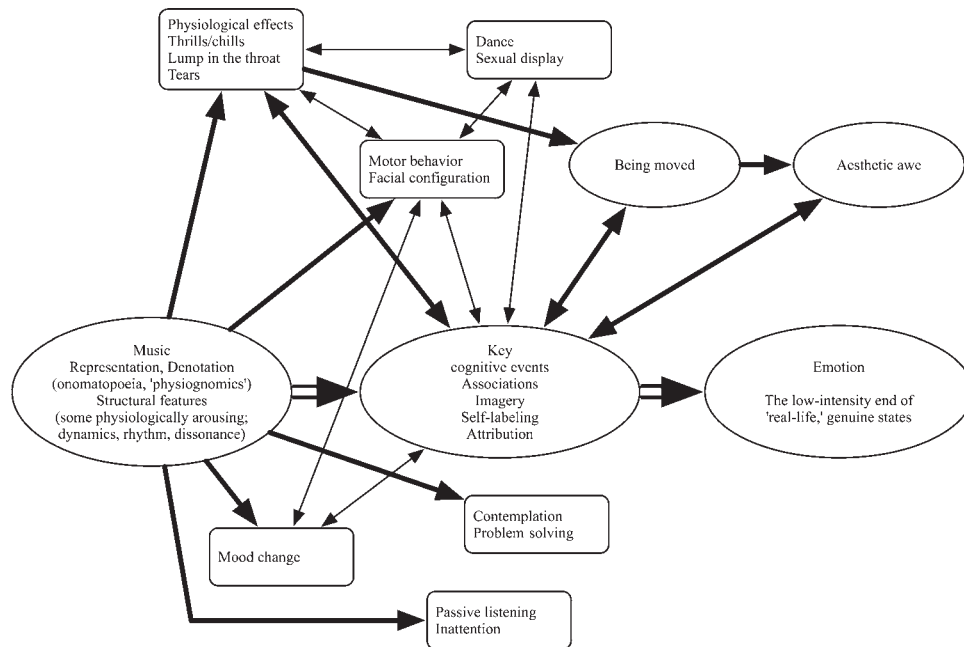 Physiological effects
Thrills/chills
Lump in the throat
Tears
Dance
Sexual display
Motor behavior
Facial configuration
Being moved
Aesthetic awe
Music
Representation, Denotation
(onomatopoeia, 'physiognomics')
Structural features
(some physiologically arousing;
dynamics, rhythm, dissonance)
Key
cognitive events
Associations
Imagery
Self-labeling
Attribution
Emotion
The low-intensity end of
'real-life,' genuine states
Contemplation
Problem solving
Mood change
Passive listening
Inattention